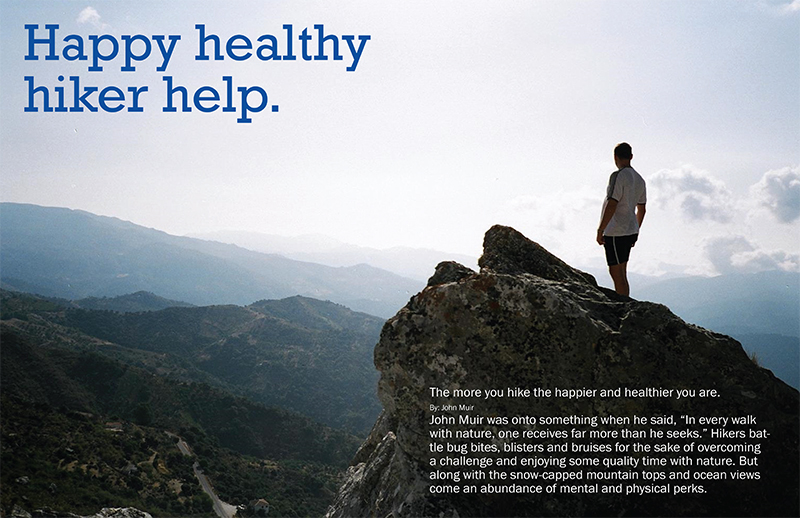 Happy healthy
hiker help.
The more you hike the happier and healthier you are.
By: John Muir
John Muir was onto something when he said, “In every walk
with nature, one receives far more than he seeks.” Hikers bat-
tle bug bites, blisters and bruises for the sake of overcoming
a challenge and enjoying some quality time with nature. But
along with the snow-capped mountain tops and ocean views
come an abundance of mental and physical perks.